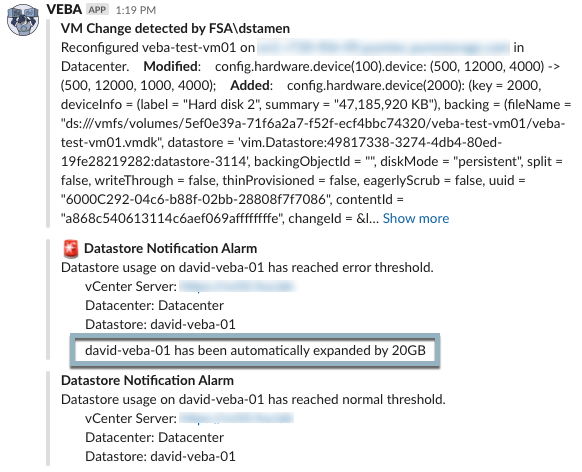 VEBA APP 1:19 PM
VM Change detected by FSA\dstamen
Reconfigured veba-test-vm01 on in
Datacenter. Modified: config.hardware.device(100).device: (500, 12000, 4000) ->
(500, 12000, 1000, 4000); Added: config.hardware.device(2000): (key = 2000,
deviceInfo = (label = "Hard disk 2", summary = "47,185,920 KB"), backing = (fileName =
"ds:///vmfs/volumes/5ef0e39a-71f6a2a7-f52f-ecf4bbc74320/veba-test-vm01/veba-
test-vm01.vmdk", datastore = 'vim.Datastore:49817338-3274-4db4-80ed-
19fe28219282:datastore-3114', backingObjectId = "", diskMode = "persistent", split =
false, writeThrough = false, thinProvisioned = false, eagerlyScrub = false, uuid =
"6000C292-04c6-b88f-02bb-28808f7f7086", contentId =
"a868c540613114c6aef069afffffffe", changeId = &l... Show more
Datastore Notification Alarm
Datastore usage on david-veba-01 has reached error threshold.
vCenter Server:
Datacenter: Datacenter
Datastore: david-veba-01
david-veba-01 has been automatically expanded by 20GB
Datastore Notification Alarm
Datastore usage on david-veba-01 has reached normal threshold.
vCenter Server:
Datacenter: Datacenter
Datastore: david-veba-01